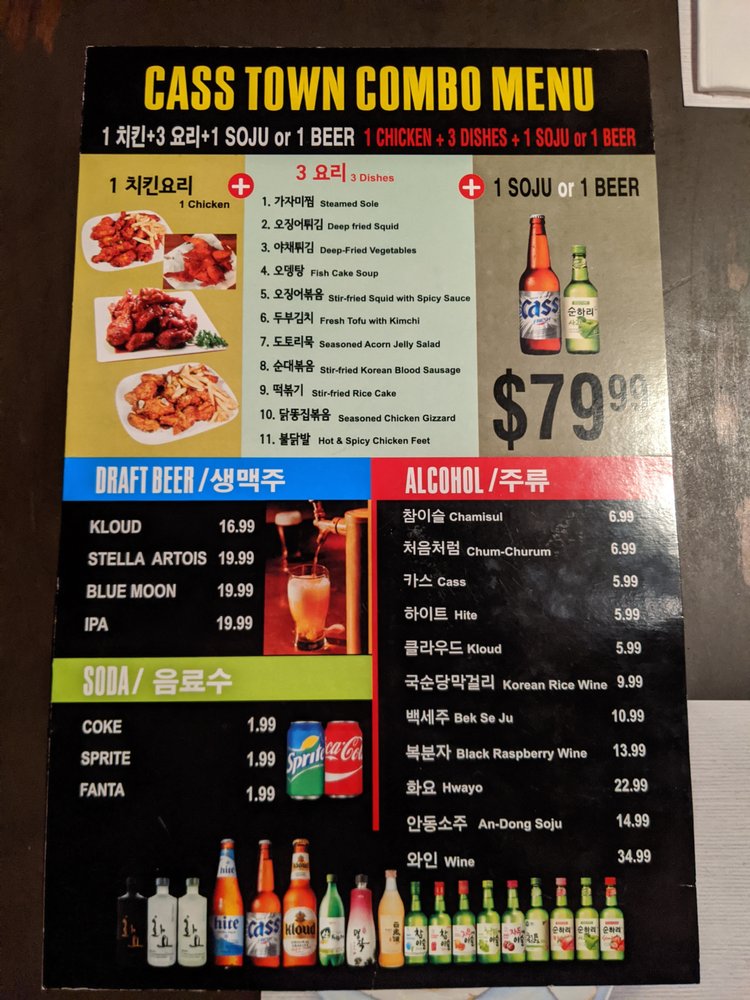 CASS TOWN COMBO MENU
1 치킨+3 요리+1 SOJU or 1 BEER 1 CHICKEN + 3 DISHES + 1 SOJU or 1 BEER
1 치킨요리
1 Chicken
+
3 요리 3 Dishes
1. 가자미찜 Steamed Sole
2. 오징어튀김 Deep fried Squid
3. 야채튀김 Deep-Fried Vegetables
4. 오뎅탕 Fish Cake Soup
5. 오징어볶음 Stir-fried Squid with Spicy Sauce
6. 두부김치 Fresh Tofu with Kimchi
7. 도토리묵 Seasoned Acorn Jelly Salad
8. 순대볶음 Stir-fried Korean Blood Sausage
9. 떡볶기 Stir-fried Rice Cake
10. 닭똥집볶음 Seasoned Chicken Gizzard
11. 불닭발 Hot & Spicy Chicken Feet
+
1 SOJU or 1 BEER
Cass
순하리
$79.99
DRAFT BEER / 생맥주
KLOUD 16.99
STELLA ARTOIS 19.99
BLUE MOON 19.99
IPA 19.99
SODA / 음료수
COKE 1.99
SPRITE 1.99
FANTA 1.99
Sprite
Coca-Cola
ALCOHOL / 주류
참이슬 Chamisul 6.99
처음처럼 Chum-Churum 6.99
카스 Cass 5.99
하이트 Hite 5.99
클라우드 Kloud 5.99
국순당막걸리 Korean Rice Wine 9.99
백세주 Bek Se Ju 10.99
복분자 Black Raspberry Wine 13.99
화요 Hwayo 22.99
안동소주 An-Dong Soju 14.99
와인 Wine 34.99
hite
Cass
Kloud
순하리
순하리
순하리